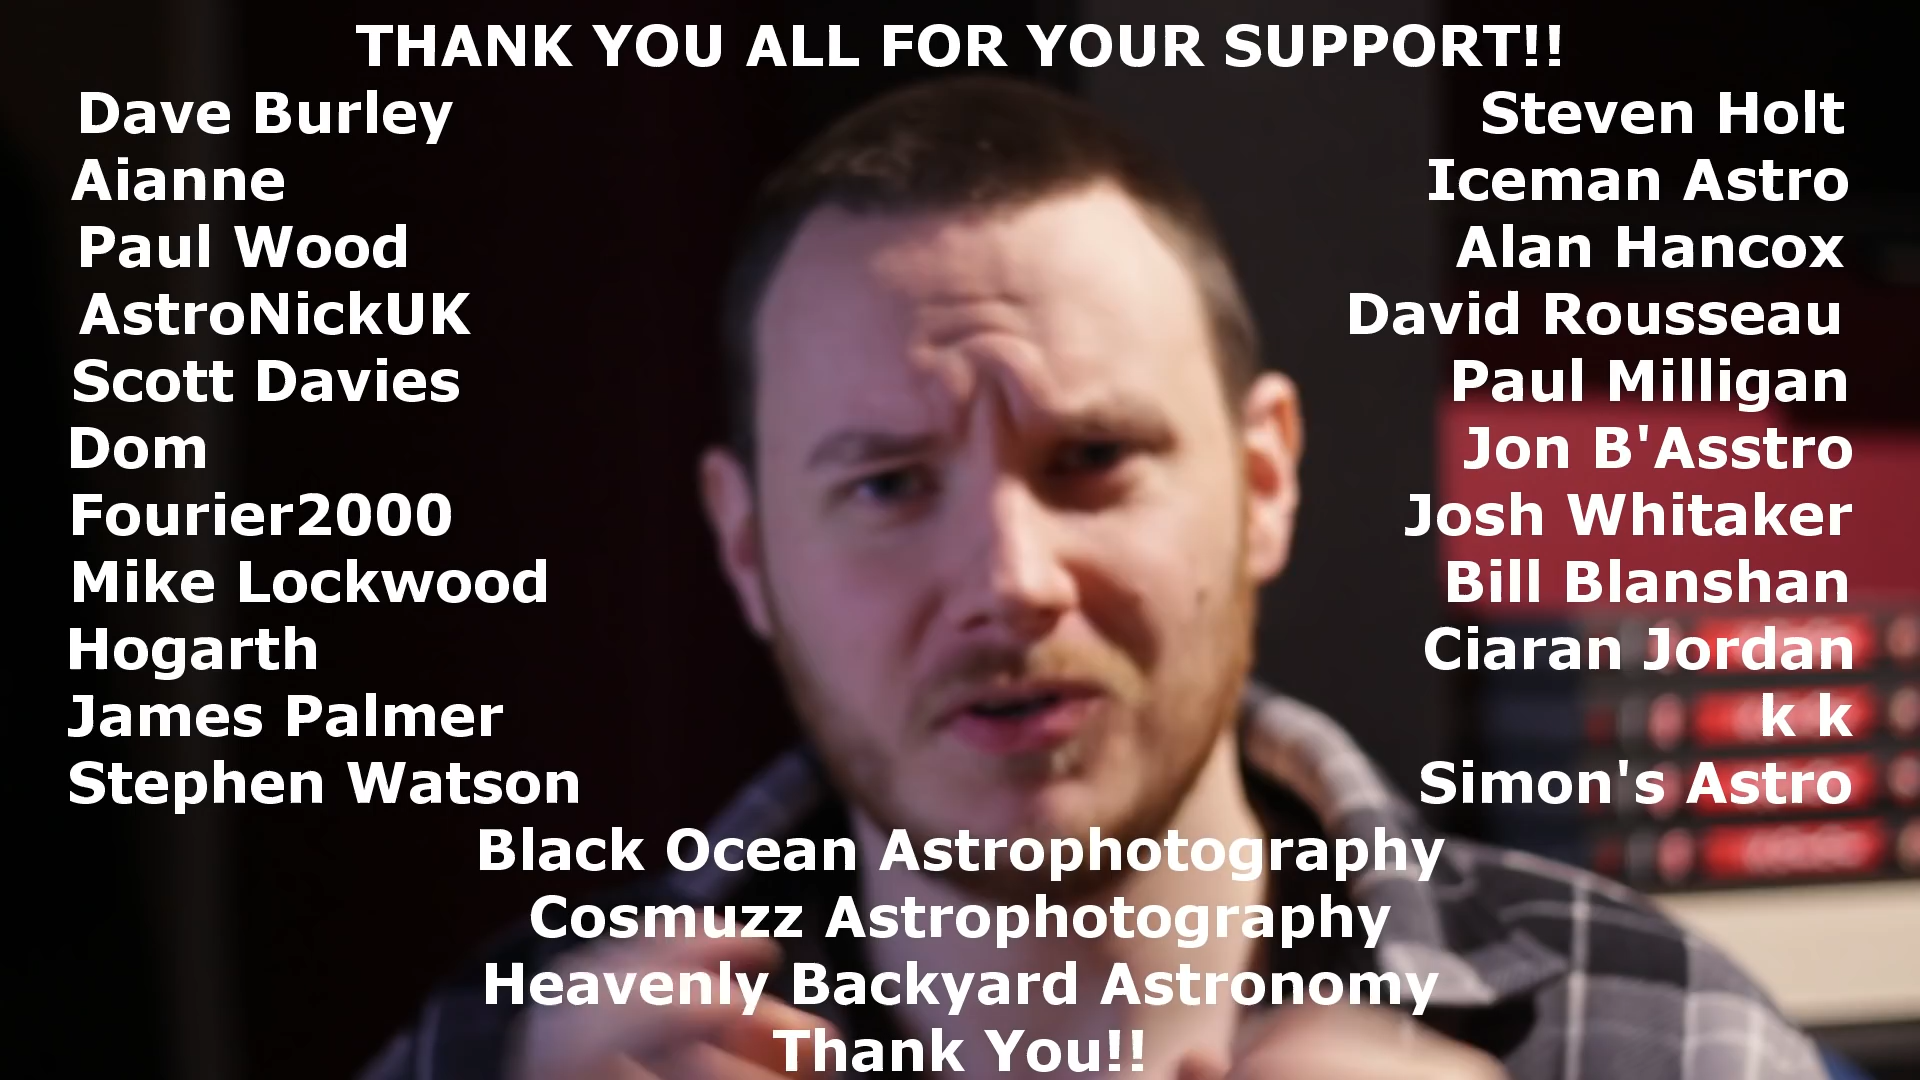 THANK YOU ALL FOR YOUR SUPPORT!!
Dave Burley
Aianne
Paul Wood
AstroNickUK
Scott Davies
Dom
Fourier2000
Mike Lockwood
Hogarth
James Palmer
Stephen Watson
Steven Holt
Iceman Astro
Alan Hancox
David Rousseau
Paul Milligan
Jon B'Asstro
Josh Whitaker
Bill Blanshan
Ciaran Jordan
k k
Simon's Astro
Black Ocean Astrophotography
Cosmuzz Astrophotography
Heavenly Backyard Astronomy
Thank You!!